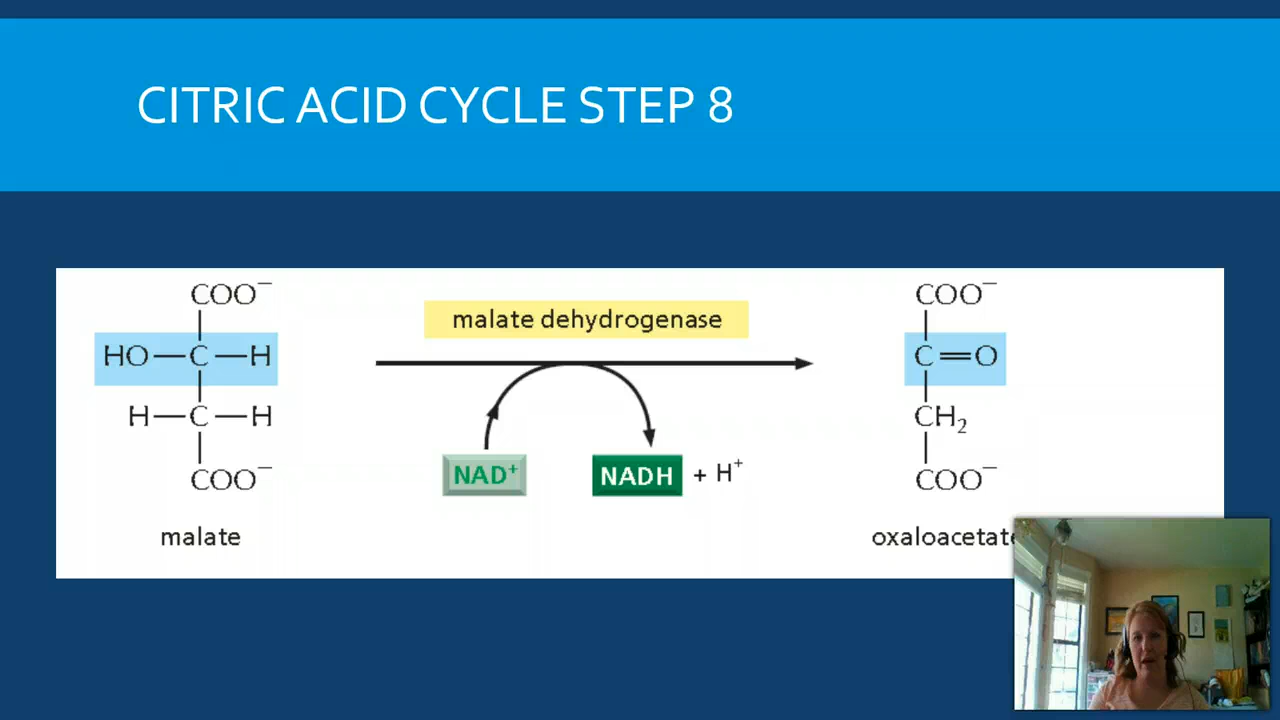 CITRIC ACID CYCLE STEP 8
COO⁻
HO—C—H
H—C—H
COO⁻
malate
malate dehydrogenase
NAD⁺
NADH + H⁺
COO⁻
C=O
CH₂
COO⁻
oxaloacetate